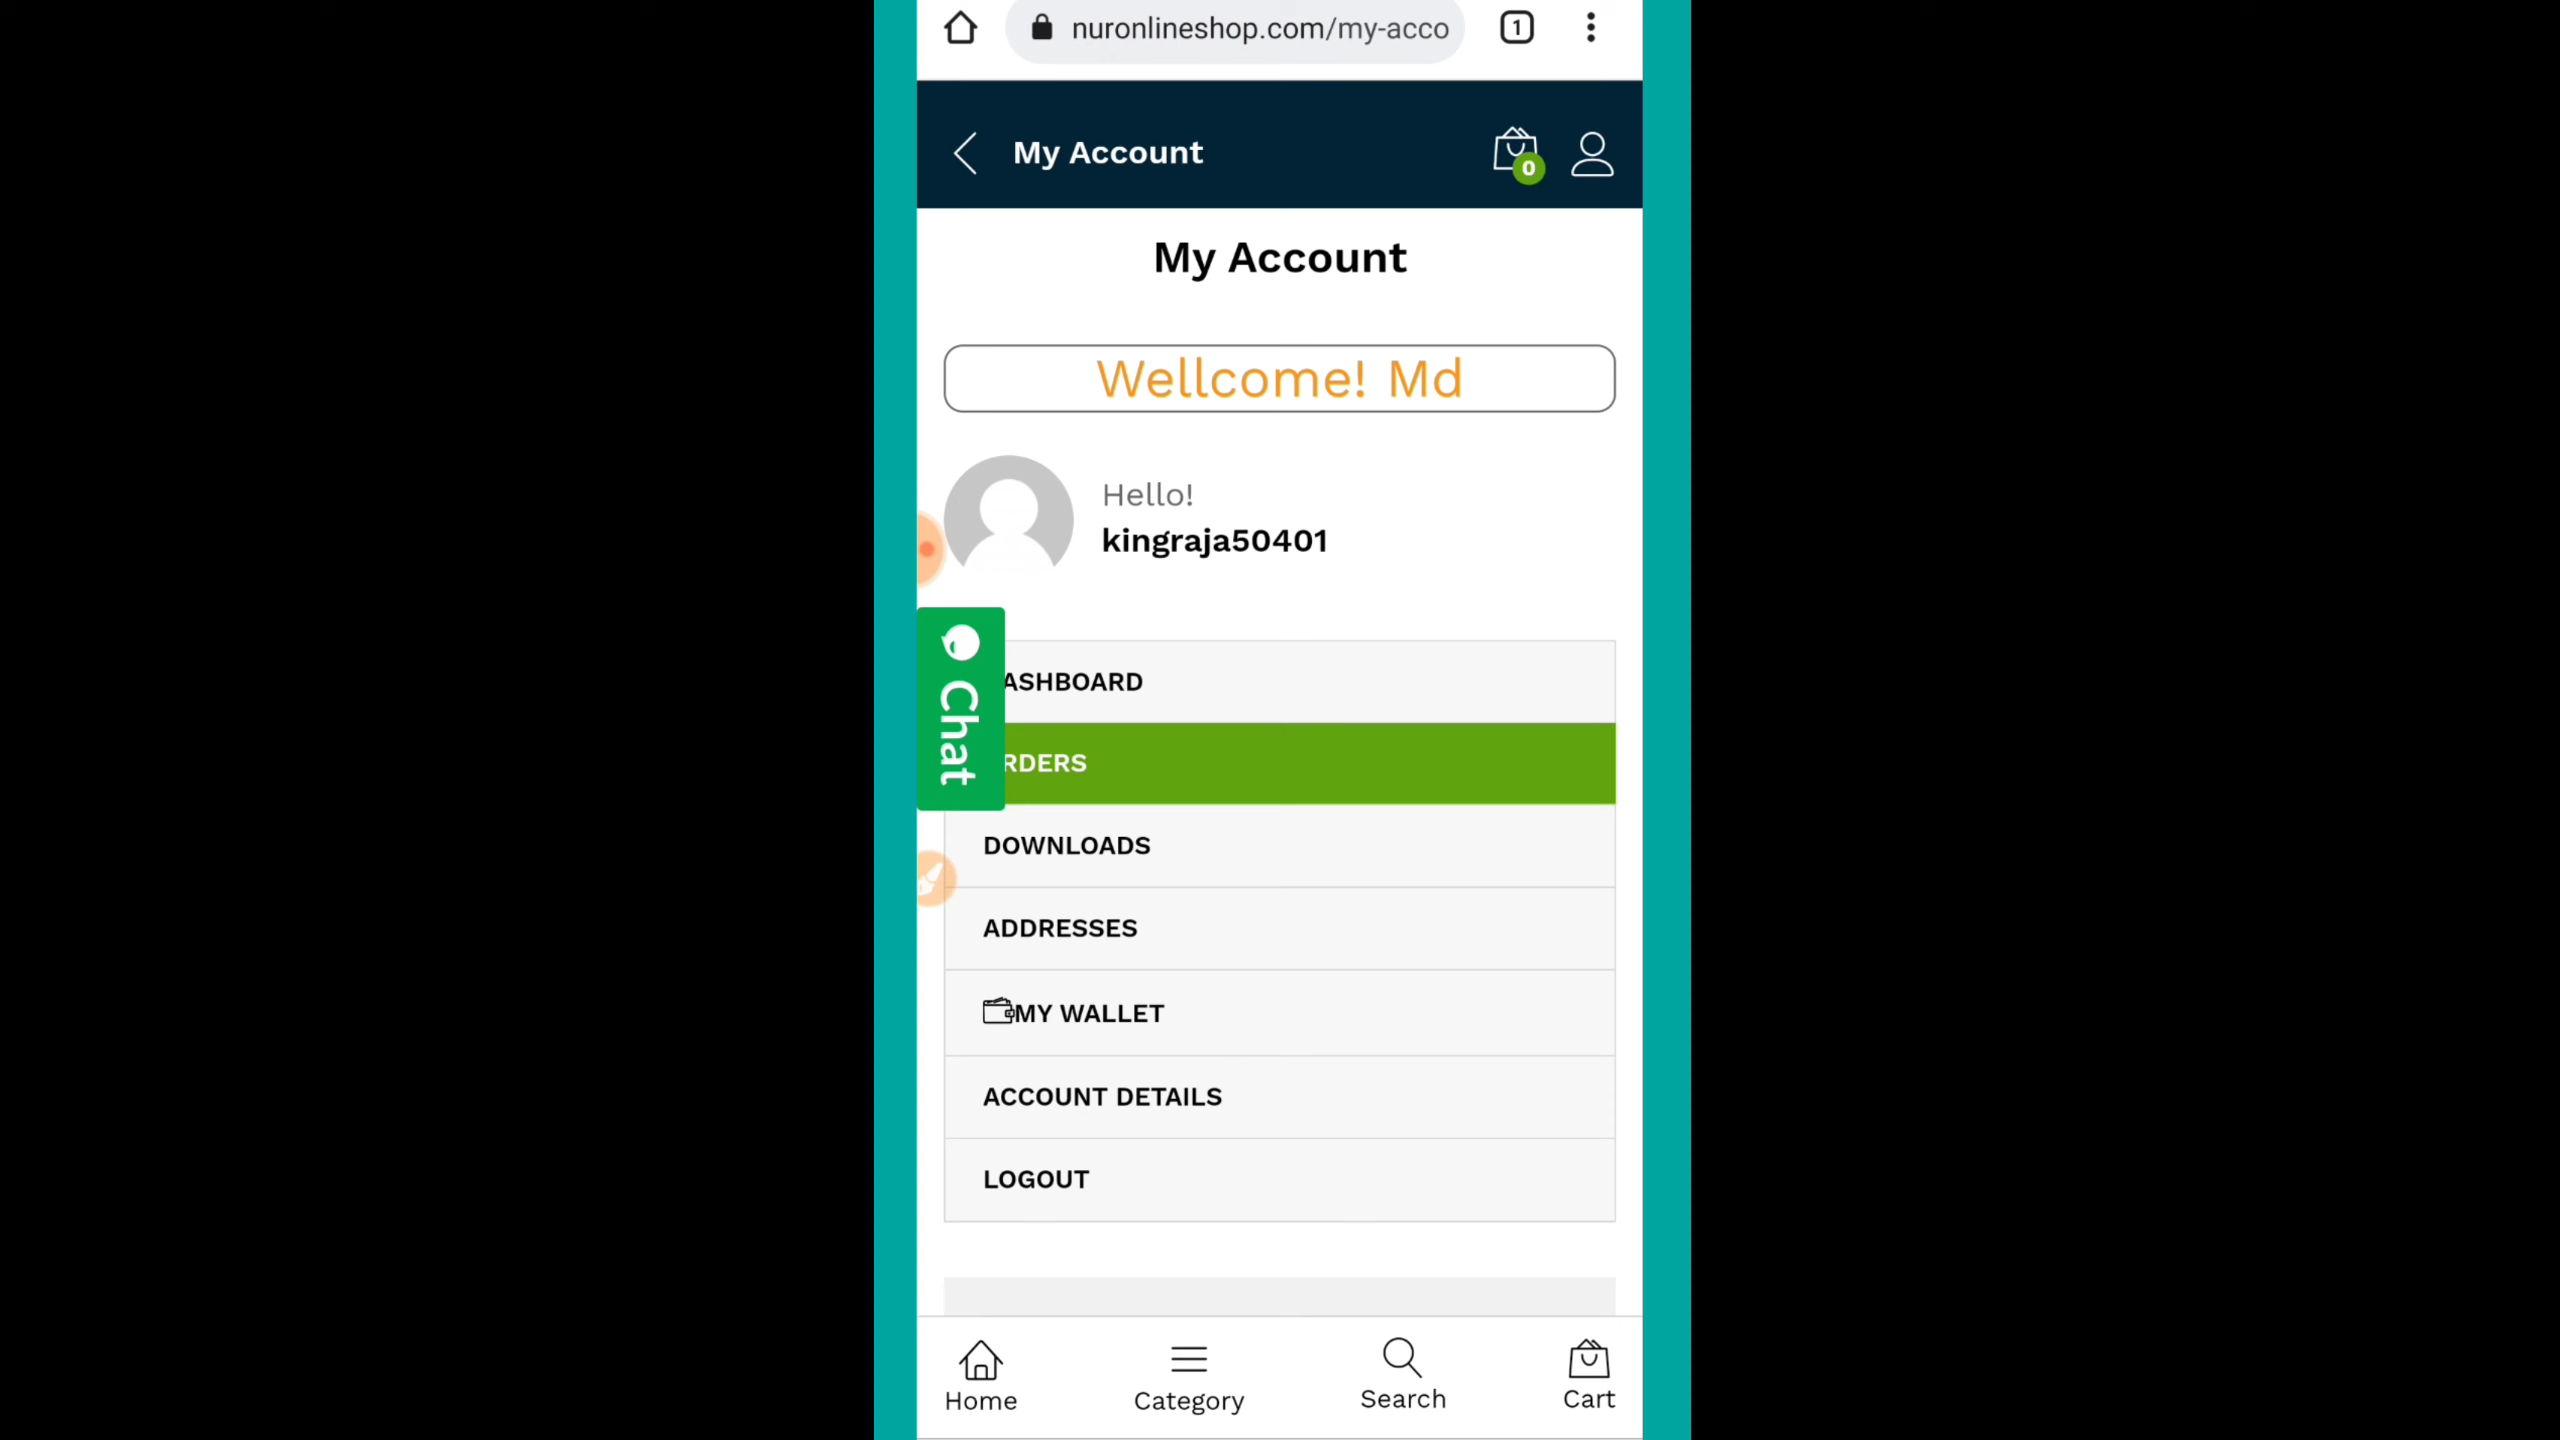 nuronlineshop.com/my-acco
1
My Account
0
My Account
Wellcome! Md
Hello!
kingraja50401
Chat
ASHBOARD
RDERS
DOWNLOADS
ADDRESSES
MY WALLET
ACCOUNT DETAILS
LOGOUT
Home
Category
Search
Cart